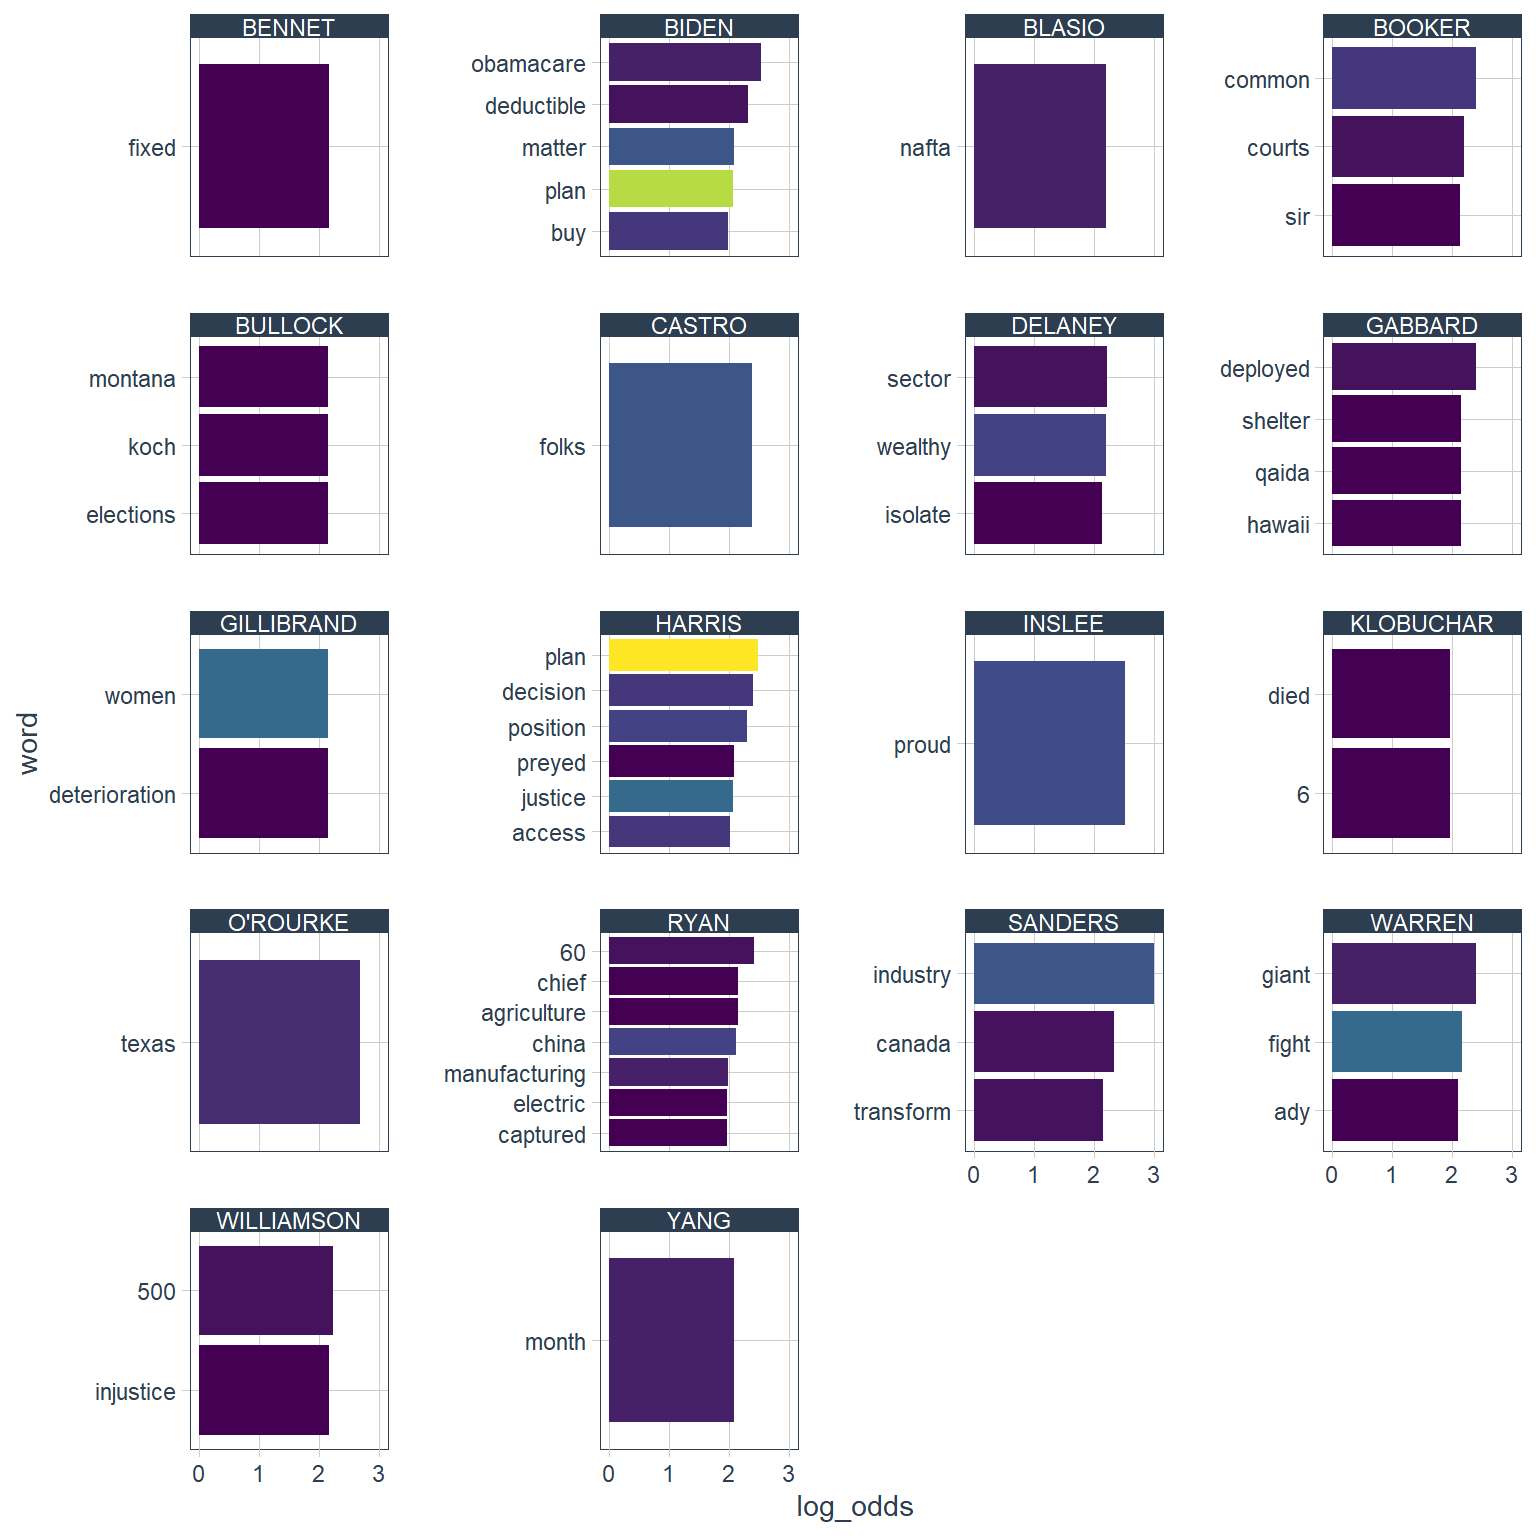 BENNET
fixed
BIDEN
obamacare
deductible
matter
plan
buy
BLASIO
nafta
BOOKER
common
courts
sir
BULLOCK
montana
koch
elections
CASTRO
folks
DELANEY
sector
wealthy
isolate
GABBARD
deployed
shelter
qaida
hawaii
GILLIBRAND
women
deterioration
HARRIS
plan
decision
position
preyed
justice
access
INSLEE
proud
KLOBUCHAR
died
6
O'ROURKE
texas
RYAN
60
chief
agriculture
china
manufacturing
electric
captured
SANDERS
industry
canada
transform
0 1 2 3
WARREN
giant
fight
ady
0 1 2 3
WILLIAMSON
500
injustice
0 1 2 3
YANG
month
0 1 2 3
word
log_odds